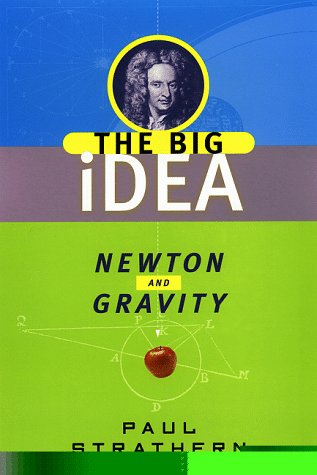 THE BIG
iDEA
NEWTON
AND
GRAVITY
P
K
L
A
D
B
M
PAUL
STRATHERN